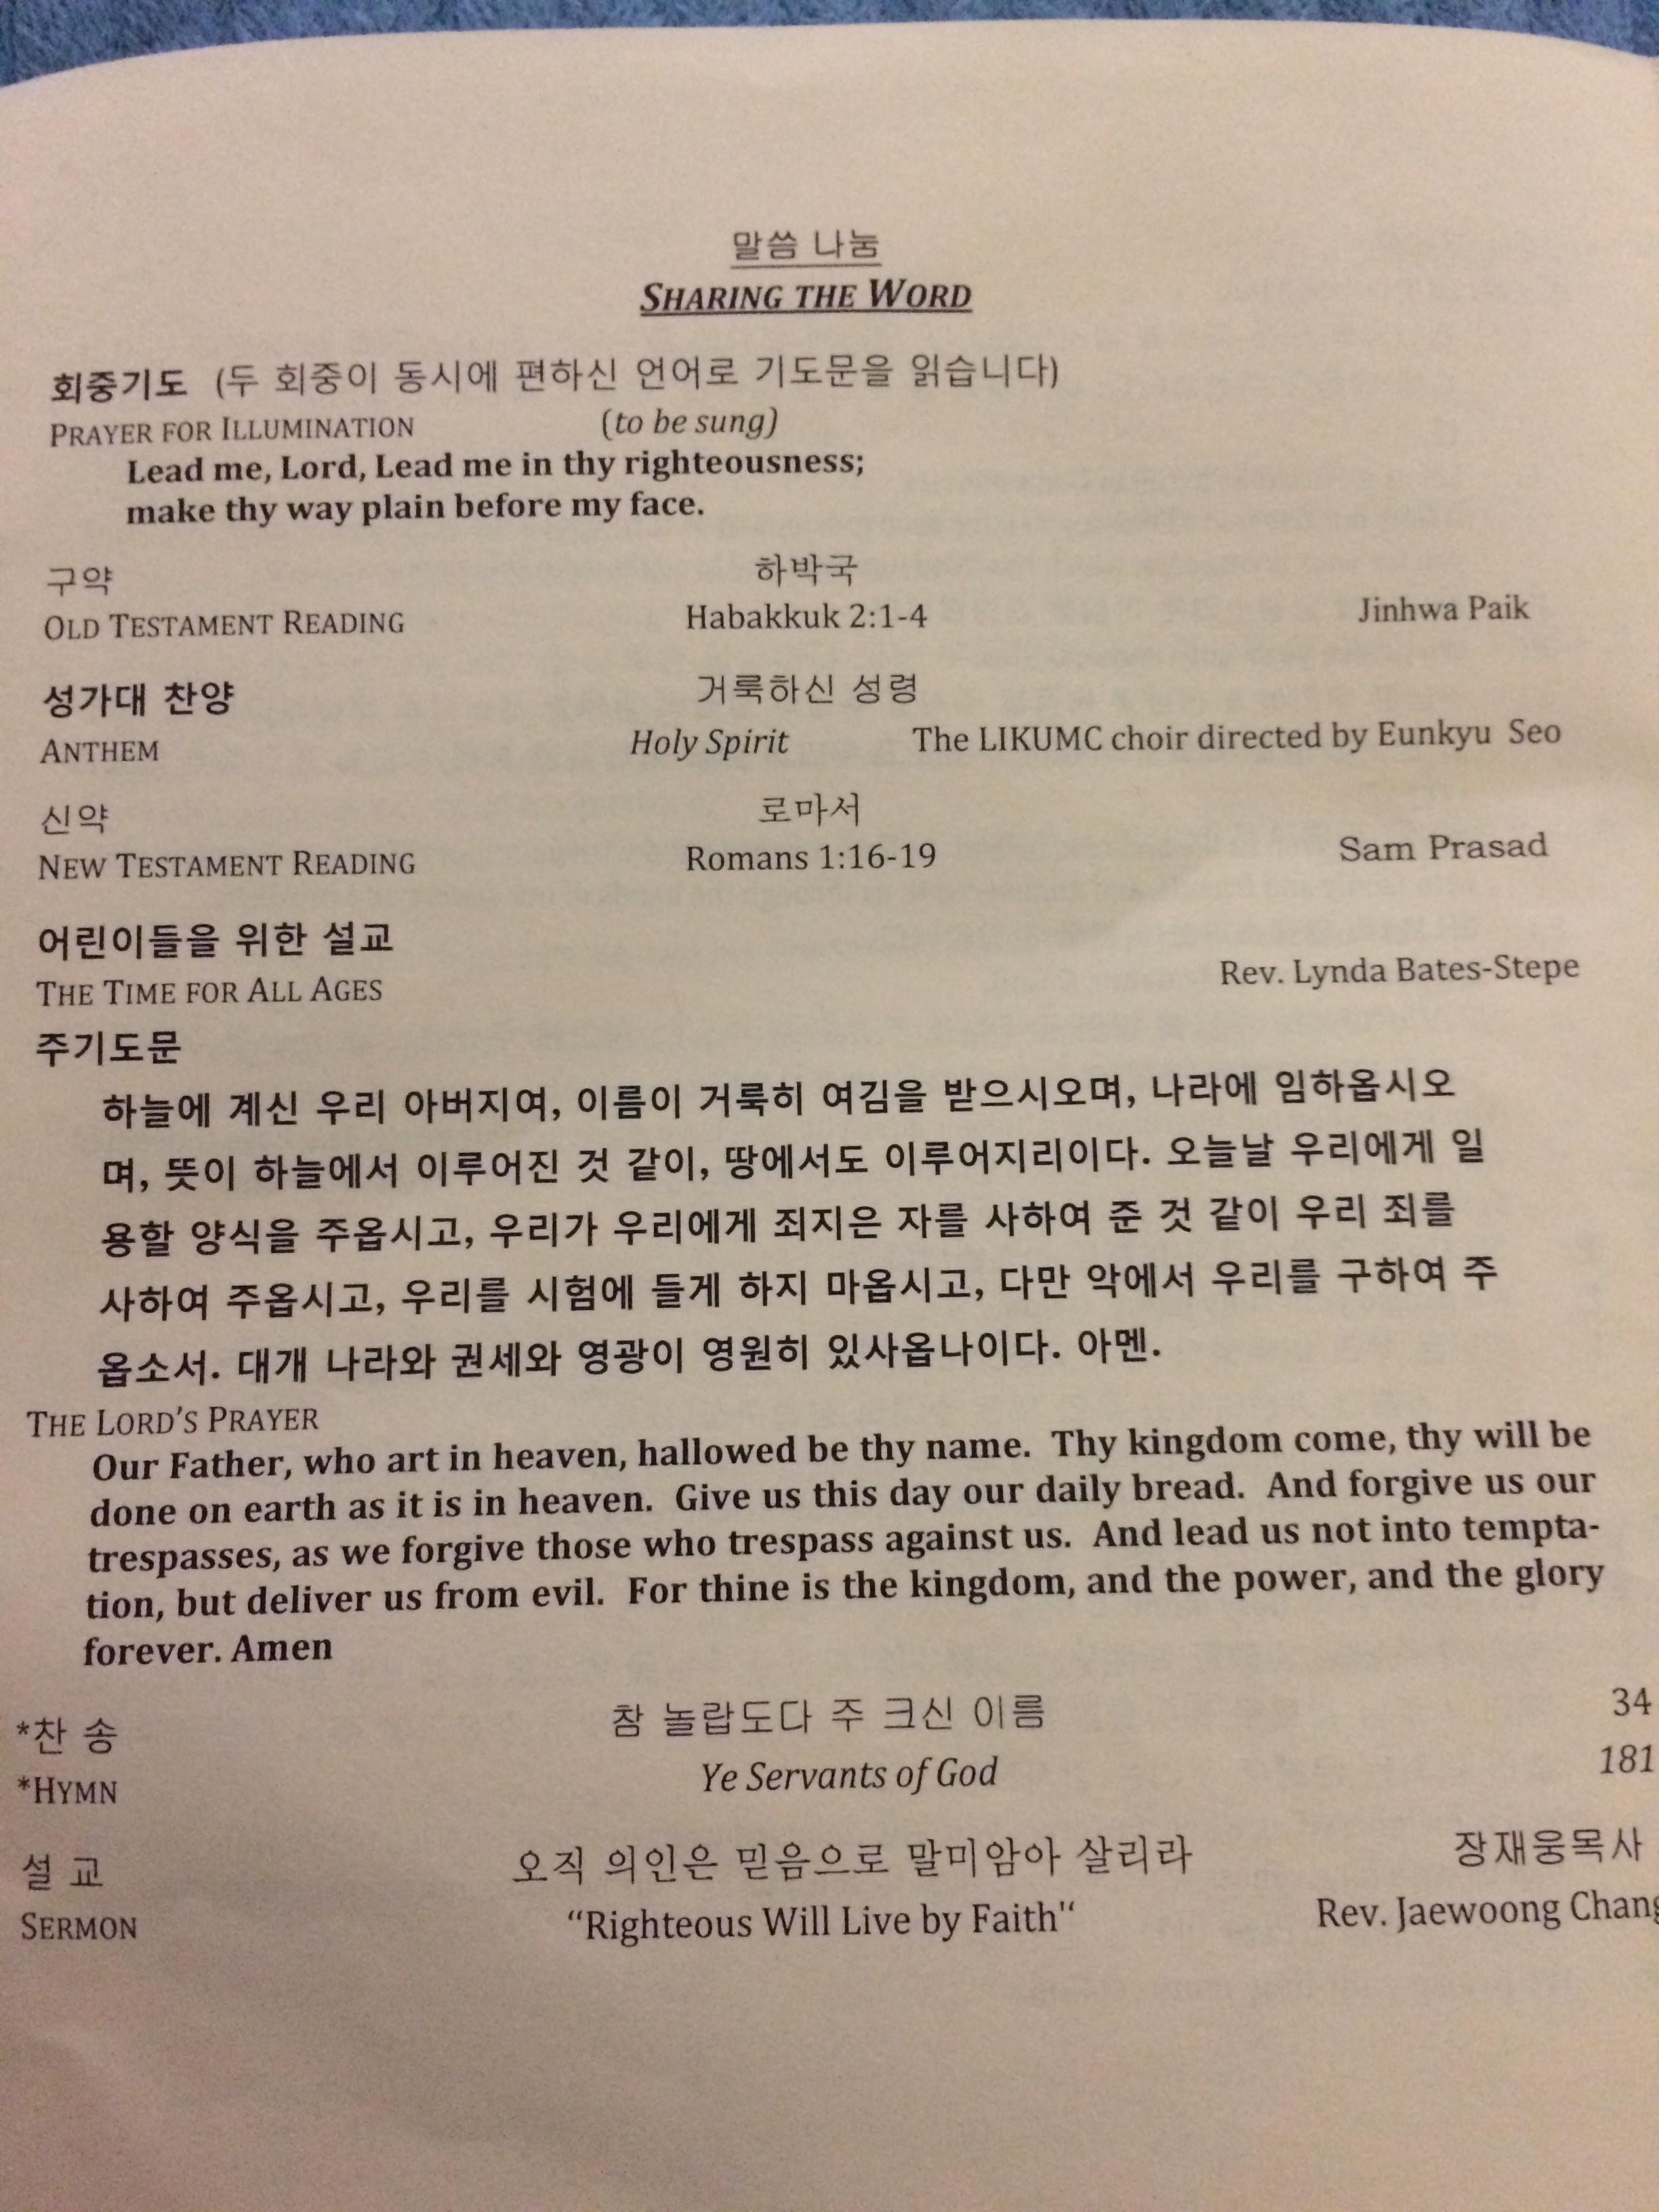 말씀 나눔
SHARING THE WORD
회중기도 (두 회중이 동시에 편하신 언어로 기도문을 읽습니다)
PRAYER FOR ILLUMINATION (to be sung)
Lead me, Lord, Lead me in thy righteousness;
make thy way plain before my face.
구약 하박국
OLD TESTAMENT READING Habakkuk 2:1-4 Jinhwa Paik
성가대 찬양 거룩하신 성령
ANTHEM Holy Spirit The LIKUMC choir directed by Eunkyu Seo
신약 로마서
NEW TESTAMENT READING Romans 1:16-19 Sam Prasad
어린이들을 위한 설교
THE TIME FOR ALL AGES Rev. Lynda Bates-Stepe
주기도문
하늘에 계신 우리 아버지여, 이름이 거룩히 여김을 받으시오며, 나라에 임하옵시오
며, 뜻이 하늘에서 이루어진 것 같이, 땅에서도 이루어지리이다. 오늘날 우리에게 일
용할 양식을 주옵시고, 우리가 우리에게 죄지은 자를 사하여 준 것 같이 우리 죄를
사하여 주옵시고, 우리를 시험에 들게 하지 마옵시고, 다만 악에서 우리를 구하여 주
옵소서. 대개 나라와 권세와 영광이 영원히 있사옵나이다. 아멘.
THE LORD'S PRAYER
Our Father, who art in heaven, hallowed be thy name. Thy kingdom come, thy will be
done on earth as it is in heaven. Give us this day our daily bread. And forgive us our
trespasses, as we forgive those who trespass against us. And lead us not into tempta-
tion, but deliver us from evil. For thine is the kingdom, and the power, and the glory
forever. Amen
*찬 송 참 놀랍도다 주 크신 이름 34
*HYMN Ye Servants of God 181
설 교 오직 의인은 믿음으로 말미암아 살리라 장재웅목사
SERMON “Righteous Will Live by Faith" Rev. Jaewoong Chang